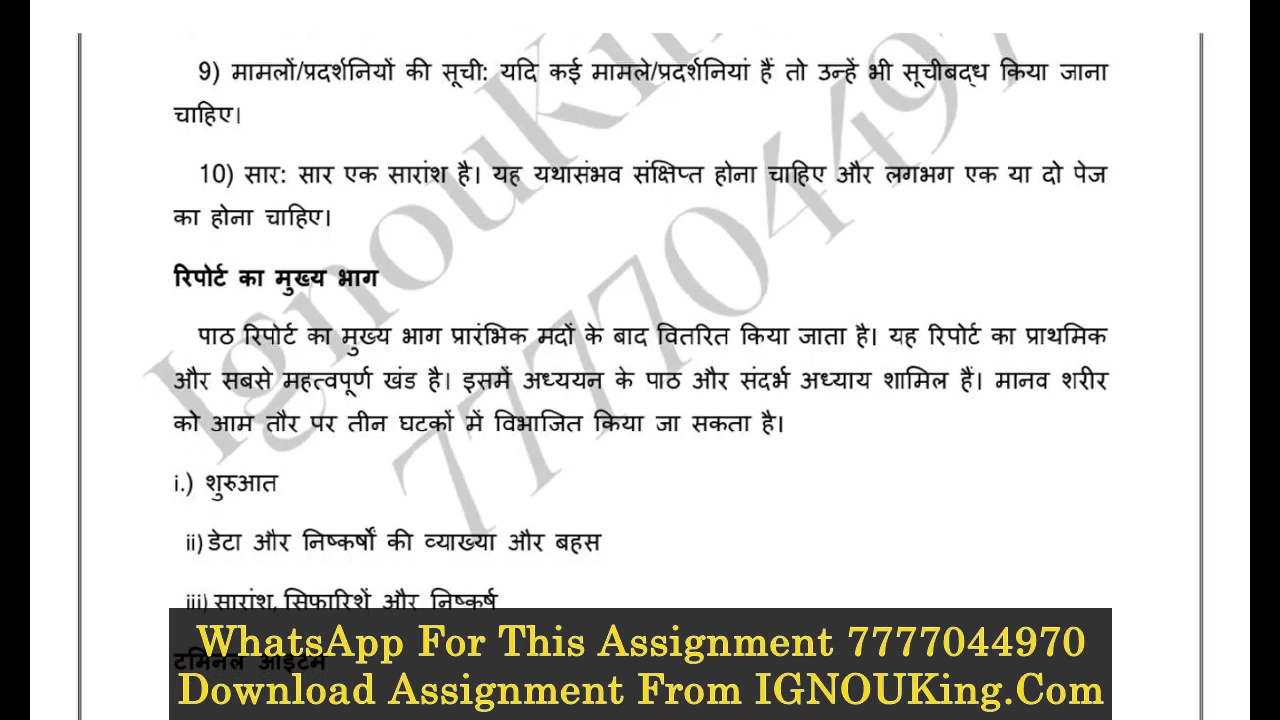 9) मामलों/प्रदर्शनियों की सूची: यदि कई मामले/प्रदर्शनियां हैं तो उन्हें भी सूचीबद्ध किया जाना
चाहिए।
10) सार: सार एक सारांश है। यह यथासंभव संक्षिप्त होना चाहिए और लगभग एक या दो पेज
का होना चाहिए।
रिपोर्ट का मुख्य भाग
पाठ रिपोर्ट का मुख्य भाग प्रारंभिक मदों के बाद वितरित किया जाता है। यह रिपोर्ट का प्राथमिक
और सबसे महत्वपूर्ण खंड है। इसमें अध्ययन के पाठ और संदर्भ अध्याय शामिल हैं। मानव शरीर
को आम तौर पर तीन घटकों में विभाजित किया जा सकता है।
i.) शुरुआत
ii) डेटा और निष्कर्षों की व्याख्या और बहस
iii) सारांश, सिफारिशें और निष्कर्ष
टर्मिनल आइटम
WhatsApp For This Assignment 7777044970
Download Assignment From IGNOUKing.Com